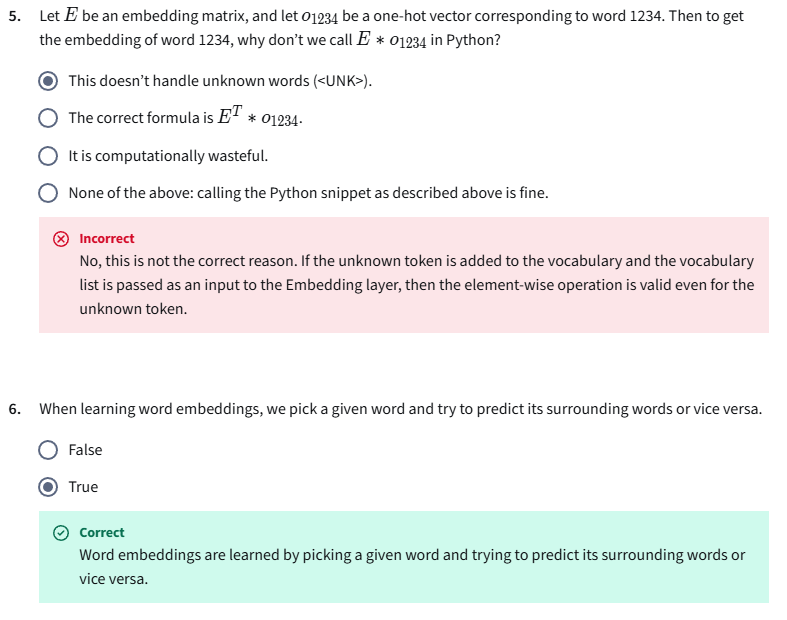 5. Let E be an embedding matrix, and let o1234 be a one-hot vector corresponding to word 1234. Then to get
the embedding of word 1234, why don't we call E * o1234 in Python?
This doesn't handle unknown words (<UNK>).
The correct formula is E^T * o1234.
It is computationally wasteful.
None of the above: calling the Python snippet as described above is fine.
Incorrect
No, this is not the correct reason. If the unknown token is added to the vocabulary and the vocabulary
list is passed as an input to the Embedding layer, then the element-wise operation is valid even for the
unknown token.
6. When learning word embeddings, we pick a given word and try to predict its surrounding words or vice versa.
False
True
Correct
Word embeddings are learned by picking a given word and trying to predict its surrounding words or
vice versa.